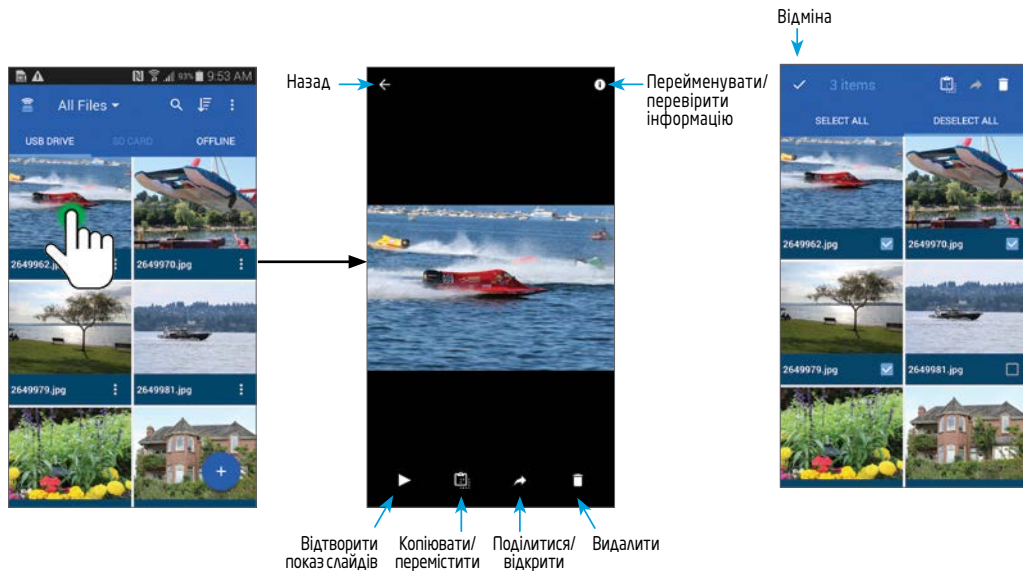 Відміна
93% 9:53 AM
All Files
USB DRIVE SD CARD OFFLINE
2649962.j
2649970.jpg
2649979.jpg
2649981.jpg
Назад
Перейменувати/
перевірити
інформацію
Відтворити
показ слайдів
Копіювати/
перемістити
Поділитися/
відкрити
Видалити
3 items
SELECT ALL DESELECT ALL
2649962.jpg
2649970.jpg
2649979.jpg
2649981.jpg